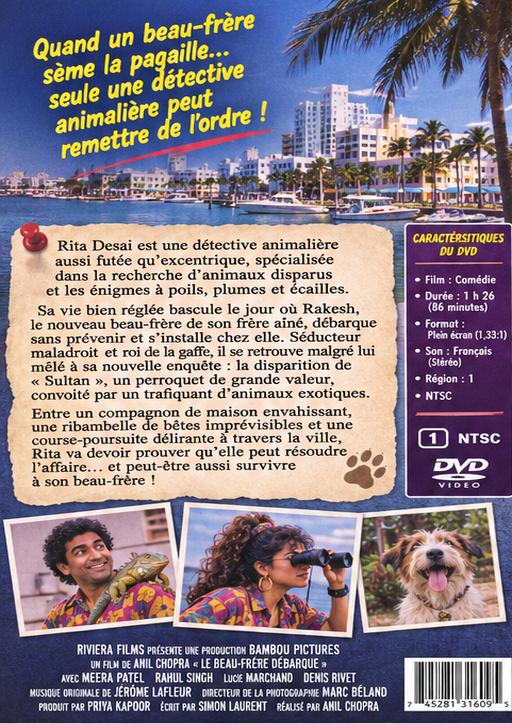 Quand un beau-frère
sème la pagaille...
seule une détective
animalière peut
remettre de l'ordre !
Rita Desai est une détective animalière
aussi futée qu'excentrique, spécialisée
dans la recherche d'animaux disparus
et les énigmes à poils, plumes et écailles.
Sa vie bien réglée bascule le jour où Rakesh,
le nouveau beau-frère de son frère aîné, débarque
sans prévenir et s'installe chez elle. Séducteur
maladroit et roi de la gaffe, il se retrouve malgré lui
mêlé à sa nouvelle enquête : la disparition de
« Sultan », un perroquet de grande valeur,
convoité par un trafiquant d'animaux exotiques.
Entre un compagnon de maison envahissant,
une ribambelle de bêtes imprévisibles et une
course-poursuite délirante à travers la ville,
Rita va devoir prouver qu'elle peut résoudre
l'affaire... et peut-être aussi survivre
à son beau-frère !
CARACTÉRSITIQUES
DU DVD
• Film : Comédie
• Durée : 1 h 26
(86 minutes)
• Format :
Plein écran (1,33:1)
• Son : Français
(Stéréo)
• Région : 1
• NTSC
1 NTSC
DVD
VIDEO
RIVIERA FILMS PRÉSENTE UNE PRODUCTION BAMBOU PICTURES
UN FILM DE ANIL CHOPRA « LE BEAU-FRÈRE DÉBARQUE »
AVEC MEERA PATEL RAHUL SINGH LUCIE MARCHAND DENIS RIVET
MUSIQUE ORIGINALE DE JÉRÔME LAFLEUR DIRECTEUR DE LA PHOTOGRAPHIE MARC BÉLAND
PRODUIT PAR PRIYA KAPOOR ÉCRIT PAR SIMON LAURENT RÉALISÉ PAR ANIL CHOPRA
7 45281 31609 5